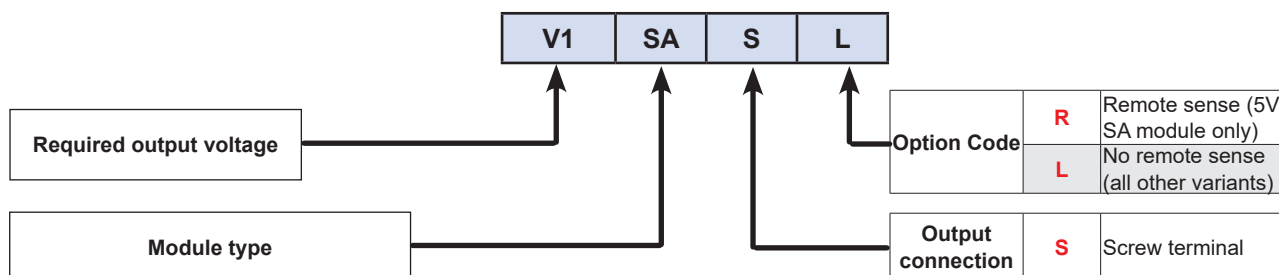 V1 SA S L
Required output voltage
Option Code
R
Remote sense (5V
SA module only)
L
No remote sense
(all other variants)
Module type
Output
connection
S
Screw terminal